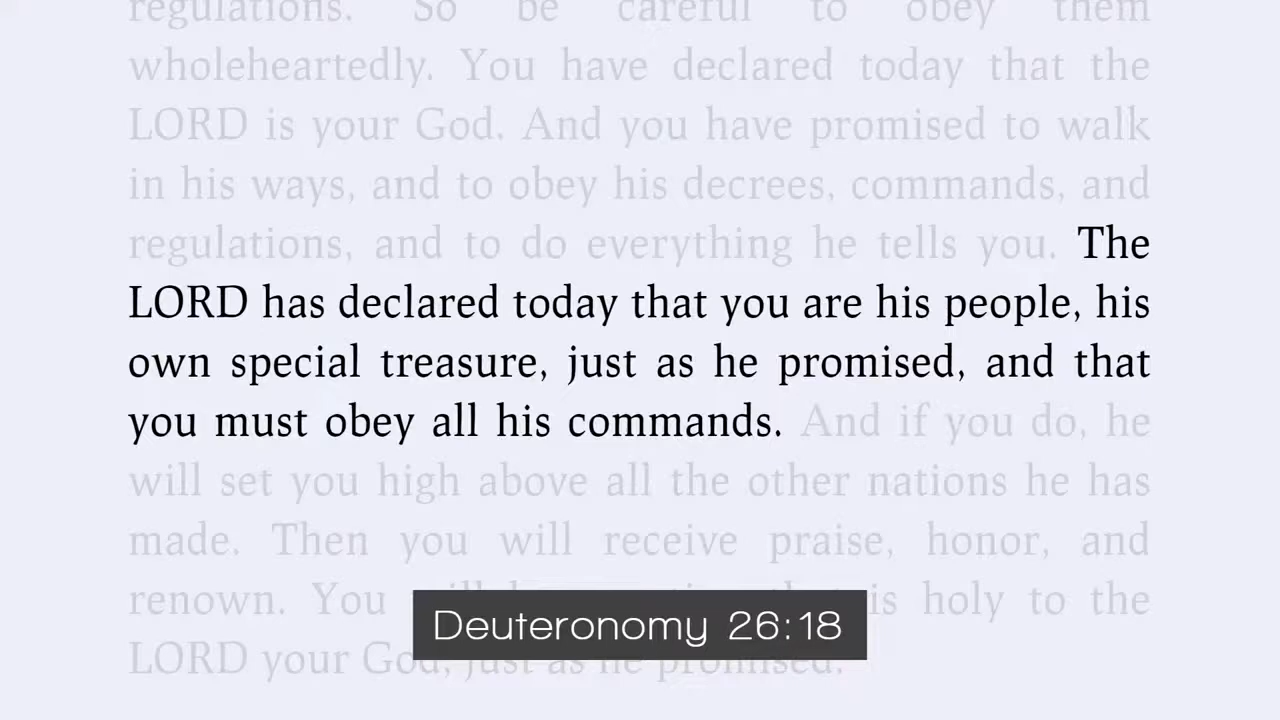 regulations. So be careful to obey them
wholeheartedly. You have declared today that the
LORD is your God. And you have promised to walk
in his ways, and to obey his decrees, commands, and
regulations, and to do everything he tells you. The
LORD has declared today that you are his people, his
own special treasure, just as he promised, and that
you must obey all his commands. And if you do, he
will set you high above all the other nations he has
made. Then you will receive praise, honor, and
renown. You is holy to the
Deuteronomy 26:18
LORD your God, just as he promised.